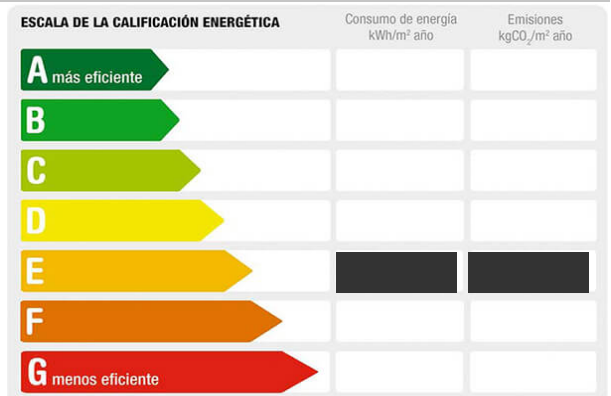 ESCALA DE LA CALIFICACIÓN ENERGÉTICA
Consumo de energía
kWh/m² año
Emisiones
kgCO₂/m² año
A más eficiente
B
C
D
E
F
G menos eficiente